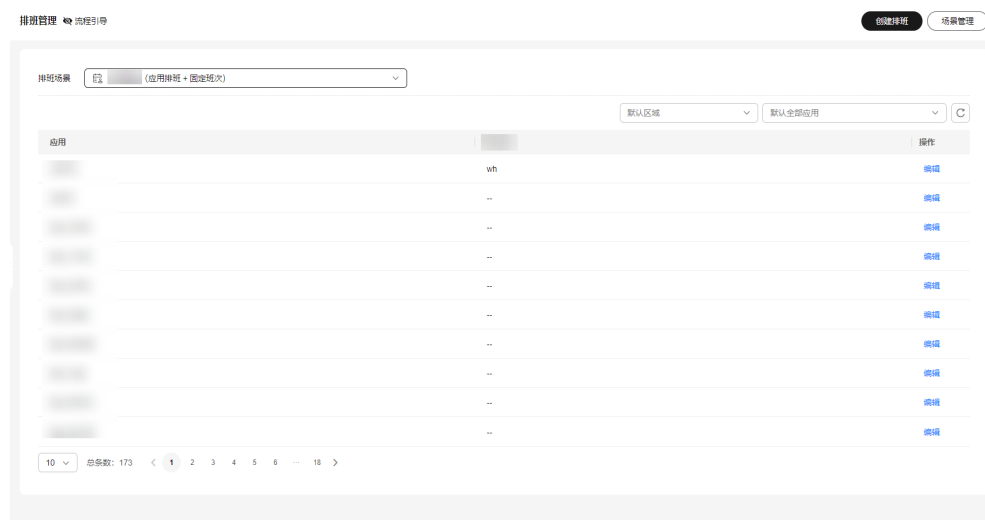 排班管理 流程引导 创建排班 场景管理
排班场景 (应用排班 + 固定班次)
默认区域 默认全部应用
应用 操作
wh 编辑
-- 编辑
-- 编辑
-- 编辑
-- 编辑
-- 编辑
-- 编辑
-- 编辑
-- 编辑
-- 编辑
10 总条数: 173 1 2 3 4 5 6 ... 18